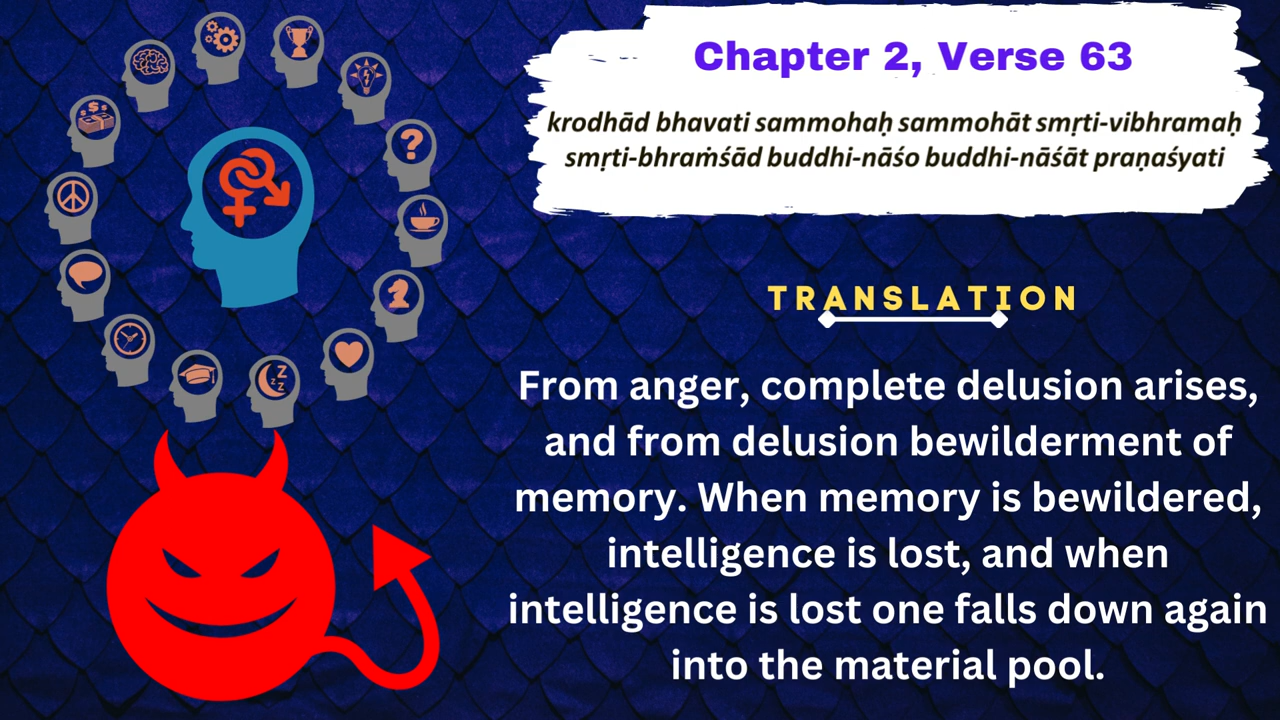 Chapter 2, Verse 63
krodhād bhavati sammohaḥ sammohāt smṛti-vibhramaḥ
smṛti-bhraṁśād buddhi-nāśo buddhi-nāśāt praṇaśyati
TRANSLATION
From anger, complete delusion arises,
and from delusion bewilderment of
memory. When memory is bewildered,
intelligence is lost, and when
intelligence is lost one falls down again
into the material pool.